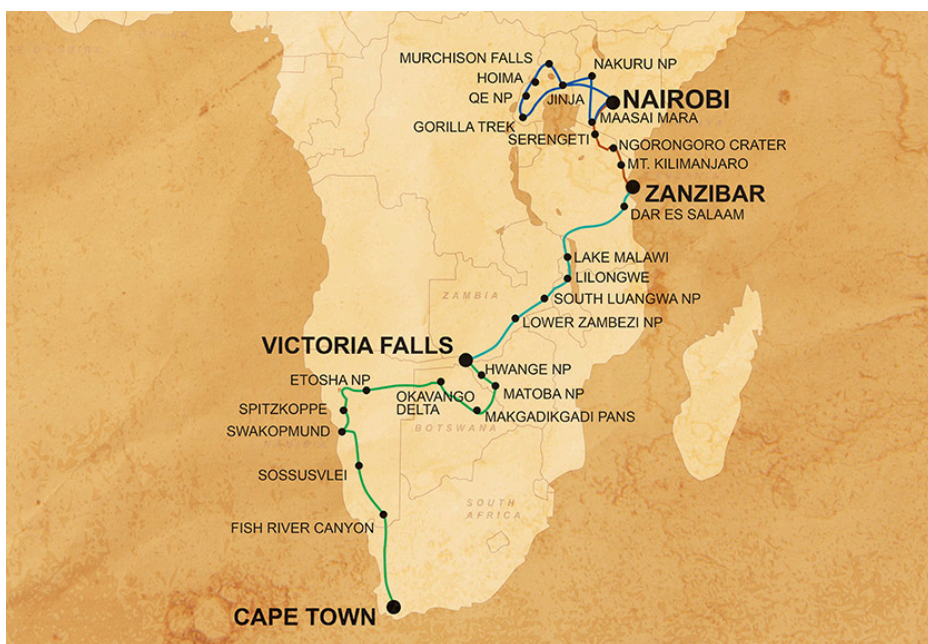 MURCHISON FALLS
NAKURU NP
HOIMA
QE NP
JINJA
NAIROBI
GORILLA TREK
MAASAI MARA
SERENGETI
NGORONGORO CRATER
MT. KILIMANJARO
ZANZIBAR
DAR ES SALAAM
LAKE MALAWI
LILONGWE
ZAMBIA
SOUTH LUANGWA NP
LOWER ZAMBEZI NP
VICTORIA FALLS
HWANGE NP
ETOSHA NP
MATOBA NP
OKAVANGO
DELTA
SPITZKOPPE
MAKGADIKGADI PANS
BOTSWANA
SWAKOPMUND
SOSSUSVLEI
SOUTH
AFRICA
FISH RIVER CANYON
CAPE TOWN